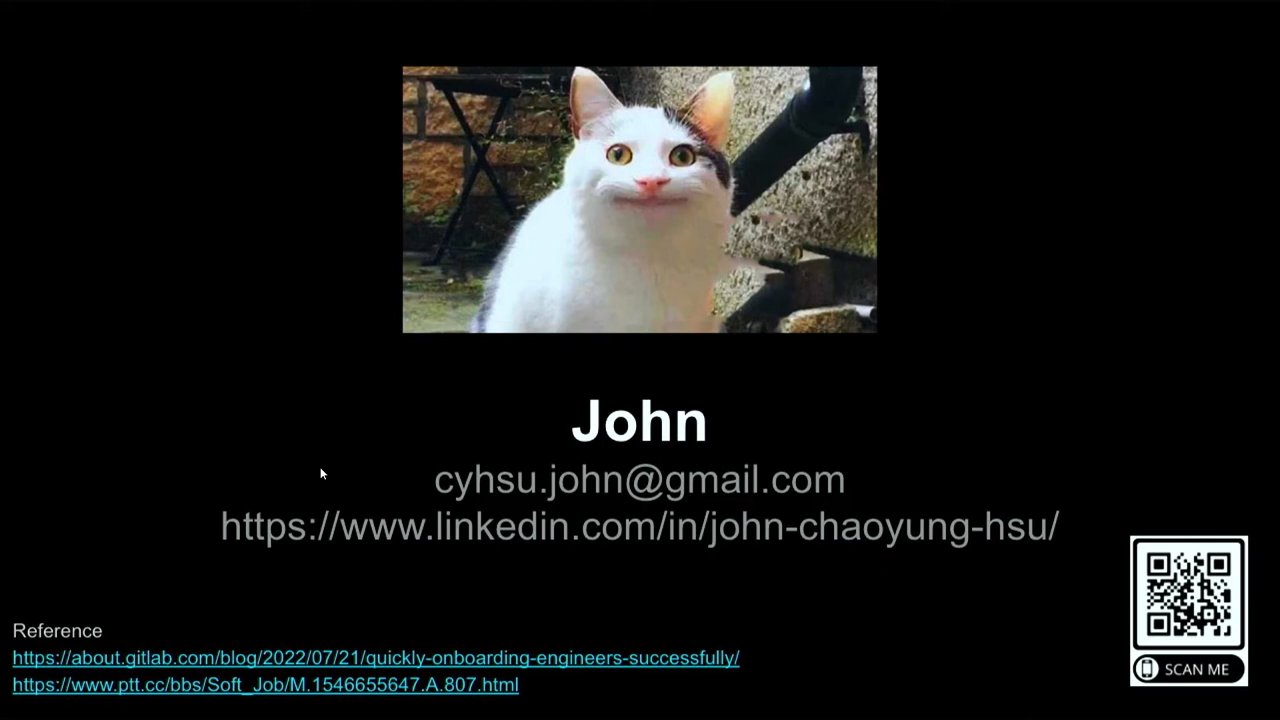 John
cyhsu.john@gmail.com
https://www.linkedin.com/in/john-chaoyung-hsu/
Reference
https://about.gitlab.com/blog/2022/07/21/quickly-onboarding-engineers-successfully/
https://www.ptt.cc/bbs/Soft_Job/M.1546655647.A.807.html
SCAN ME